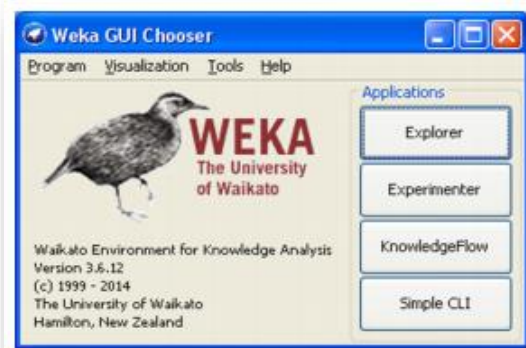 Weka GUI Chooser
Program Visualization Tools Help
WEKA
The University
of Waikato
Waikato Environment for Knowledge Analysis
Version 3.6.12
(c) 1999 - 2014
The University of Waikato
Hamilton, New Zealand
Applications
Explorer
Experimenter
KnowledgeFlow
Simple CLI